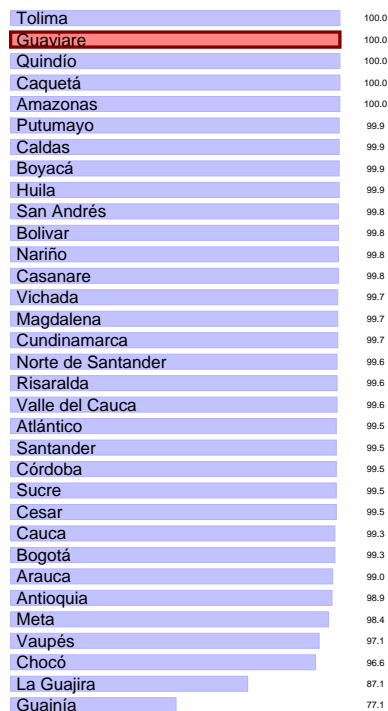 Tolima 100.0
Guaviare 100.0
Quindío 100.0
Caquetá 100.0
Amazonas 100.0
Putumayo 99.9
Caldas 99.9
Boyacá 99.9
Huila 99.9
San Andrés 99.8
Bolivar 99.8
Nariño 99.8
Casanare 99.8
Vichada 99.7
Magdalena 99.7
Cundinamarca 99.7
Norte de Santander 99.6
Risaralda 99.6
Valle del Cauca 99.6
Atlántico 99.5
Santander 99.5
Córdoba 99.5
Sucre 99.5
Cesar 99.5
Cauca 99.3
Bogotá 99.3
Arauca 99.0
Antioquia 98.9
Meta 98.4
Vaupés 97.1
Chocó 96.6
La Guajira 87.1
Guainía 77.1